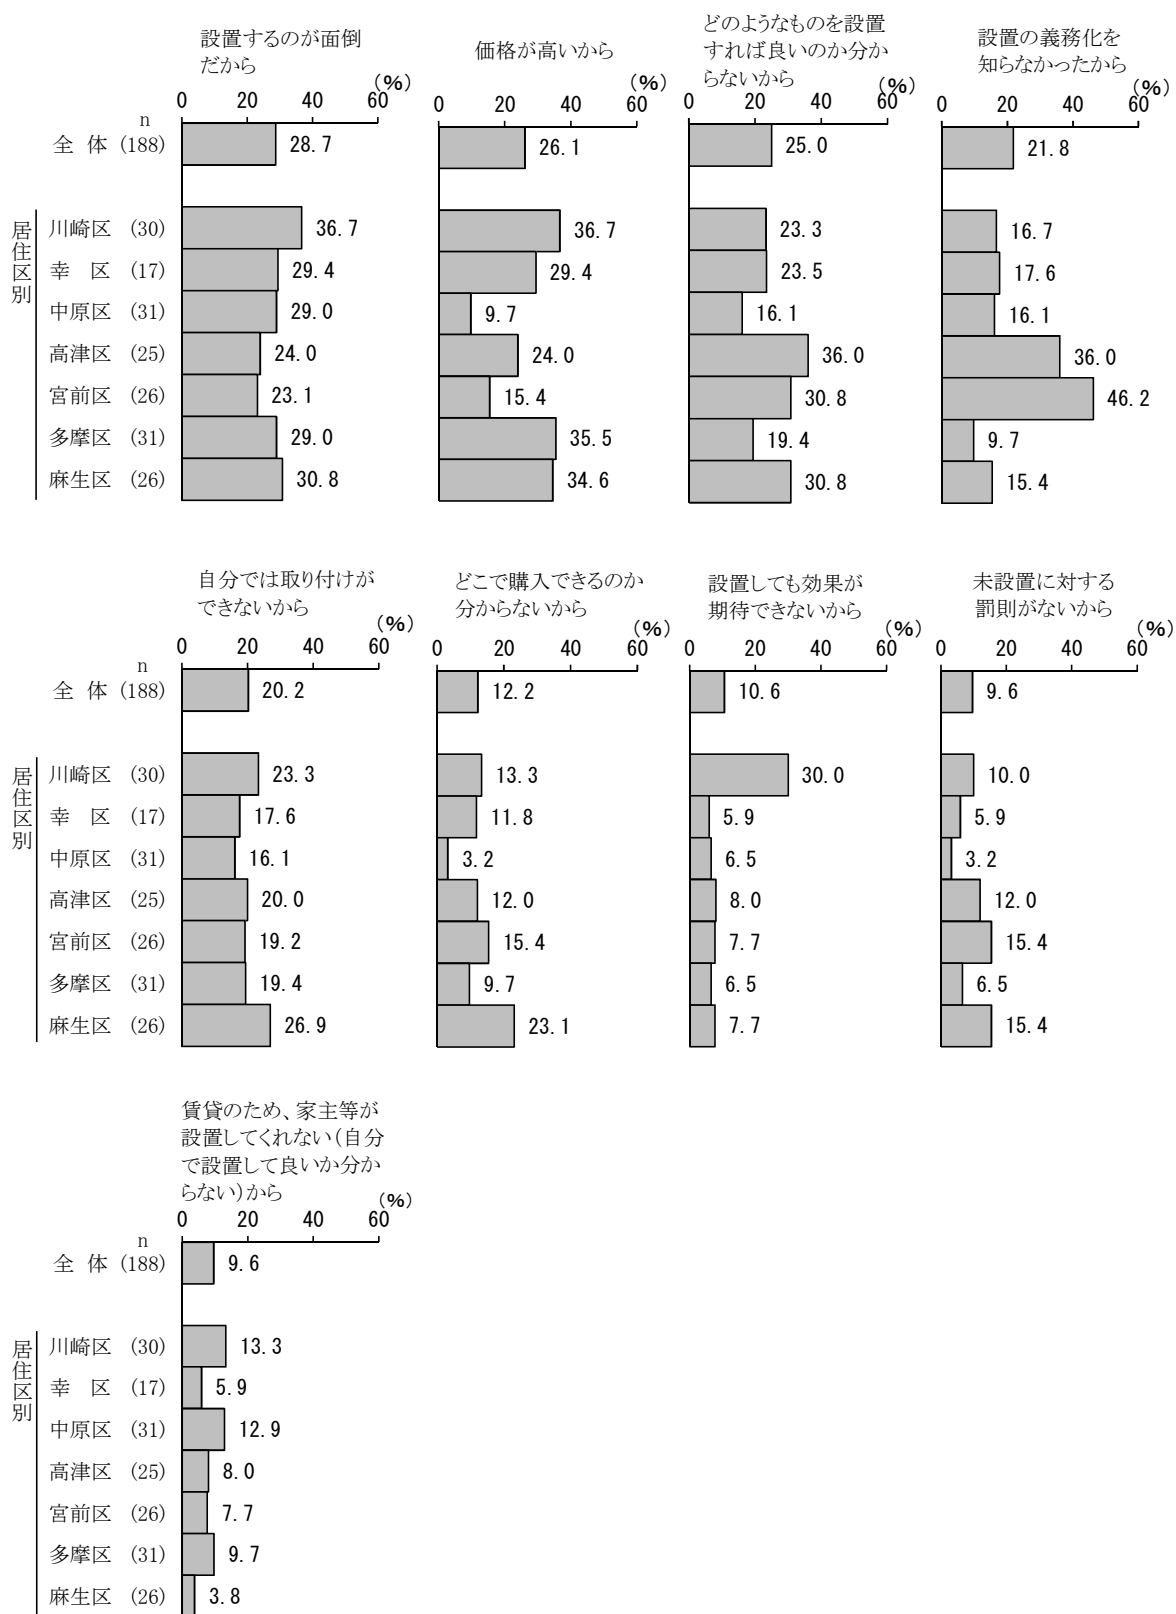 設置するのが面倒
だから
価格が高いから
どのようなものを設置
すれば良いのか分か
らないから
設置の義務化を
知らなかったから
(%) (%) (%) (%)
0 20 40 60 0 20 40 60 0 20 40 60 0 20 40 60
n
全 体 (188) 28.7 26.1 25.0 21.8
居住区別
川崎区 (30) 36.7 36.7 23.3 16.7
幸 区 (17) 29.4 29.4 23.5 17.6
中原区 (31) 29.0 9.7 16.1 16.1
高津区 (25) 24.0 24.0 36.0 36.0
宮前区 (26) 23.1 15.4 30.8 46.2
多摩区 (31) 29.0 35.5 19.4 9.7
麻生区 (26) 30.8 34.6 30.8 15.4
自分では取り付けが
できないから
どこで購入できるのか
分からないから
設置しても効果が
期待できないから
未設置に対する
罰則がないから
(%) (%) (%) (%)
0 20 40 60 0 20 40 60 0 20 40 60 0 20 40 60
n
全 体 (188) 20.2 12.2 10.6 9.6
居住区別
川崎区 (30) 23.3 13.3 30.0 10.0
幸 区 (17) 17.6 11.8 5.9 5.9
中原区 (31) 16.1 3.2 6.5 3.2
高津区 (25) 20.0 12.0 8.0 12.0
宮前区 (26) 19.2 15.4 7.7 15.4
多摩区 (31) 19.4 9.7 6.5 6.5
麻生区 (26) 26.9 23.1 7.7 15.4
賃貸のため、家主等が
設置してくれない(自分
で設置して良いか分か
らない)から
(%)
0 20 40 60
n
全 体 (188) 9.6
居住区別
川崎区 (30) 13.3
幸 区 (17) 5.9
中原区 (31) 12.9
高津区 (25) 8.0
宮前区 (26) 7.7
多摩区 (31) 9.7
麻生区 (26) 3.8